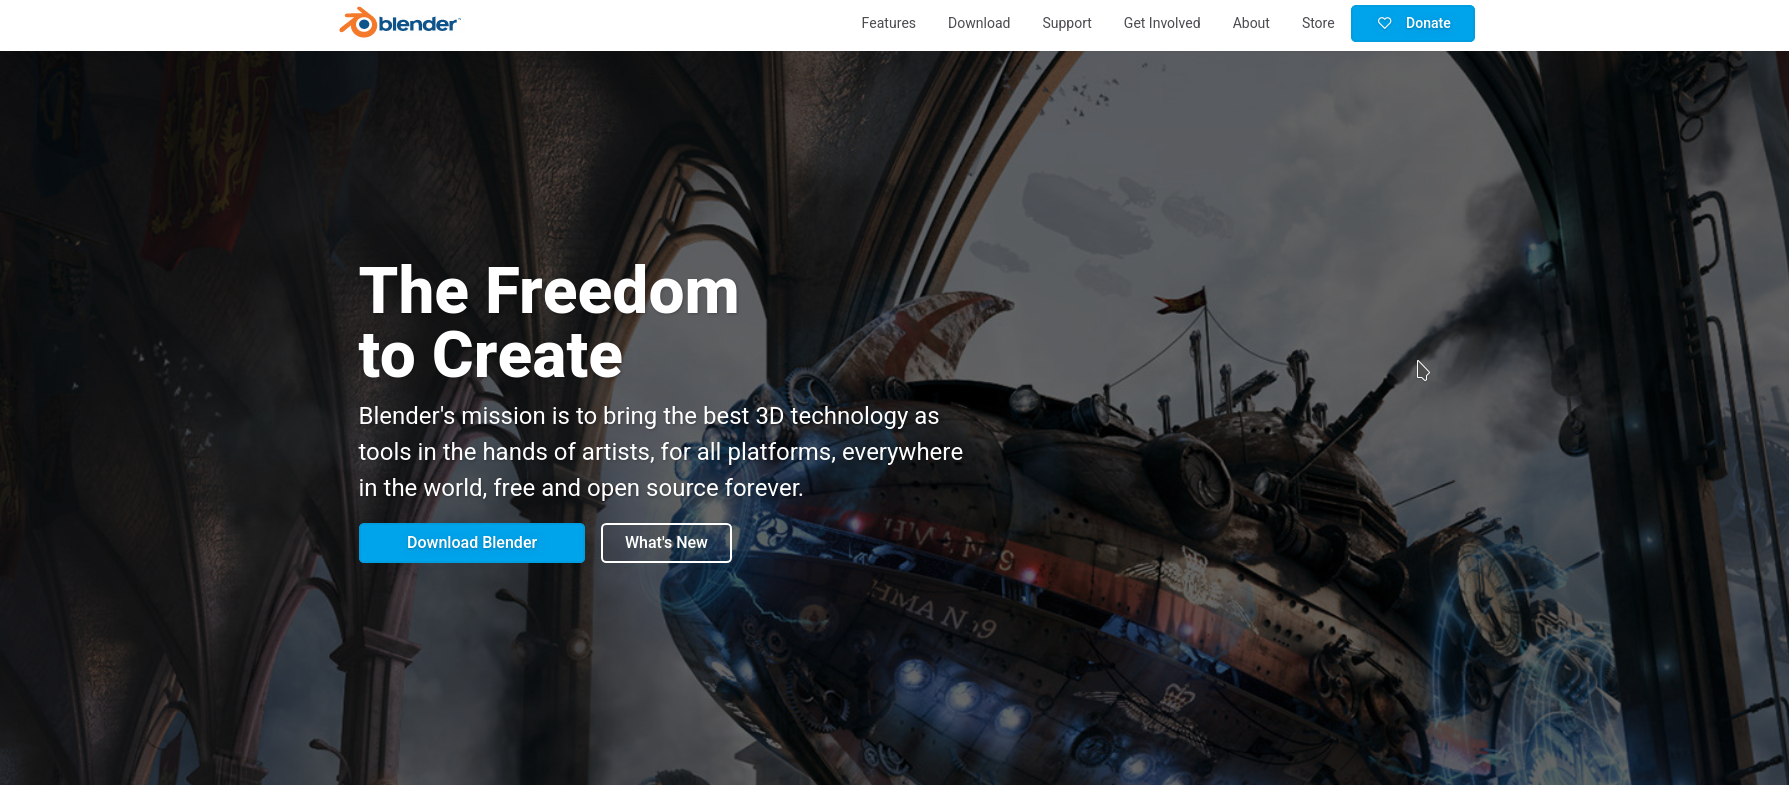 blender
Features
Download
Support
Get Involved
About
Store
Donate
The Freedom
to Create
Blender's mission is to bring the best 3D technology as
tools in the hands of artists, for all platforms, everywhere
in the world, free and open source forever.
Download Blender
What's New